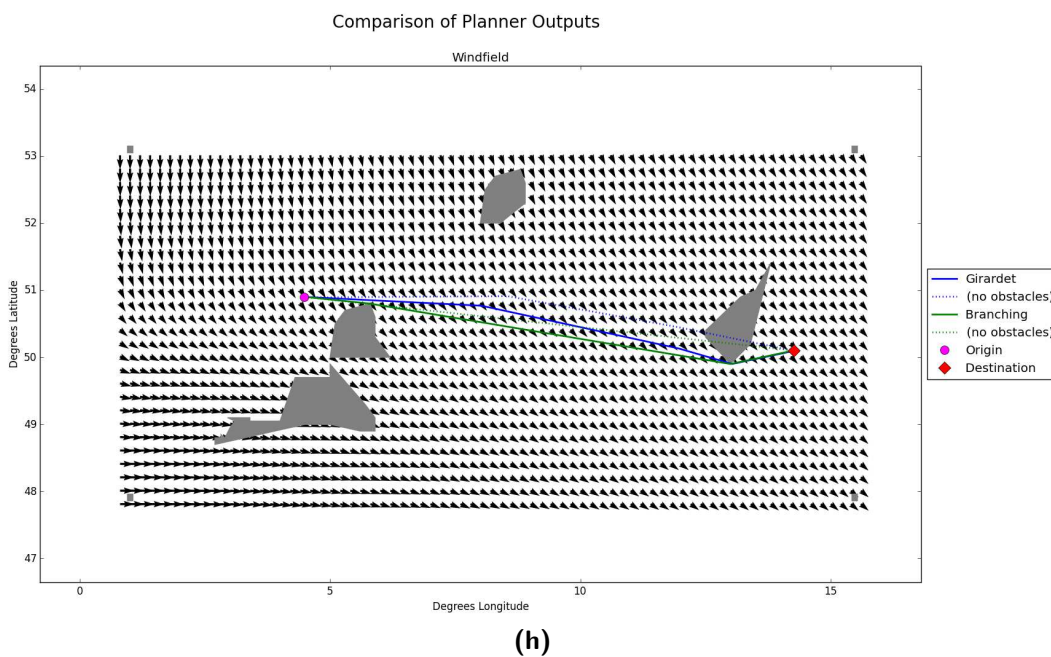 Comparison of Planner Outputs
Windfield
54
53
52
51
50
49
48
47
Degrees Latitude
0 5 10 15
Degrees Longitude
Girardet
(no obstacles)
Branching
(no obstacles)
Origin
Destination
(h)